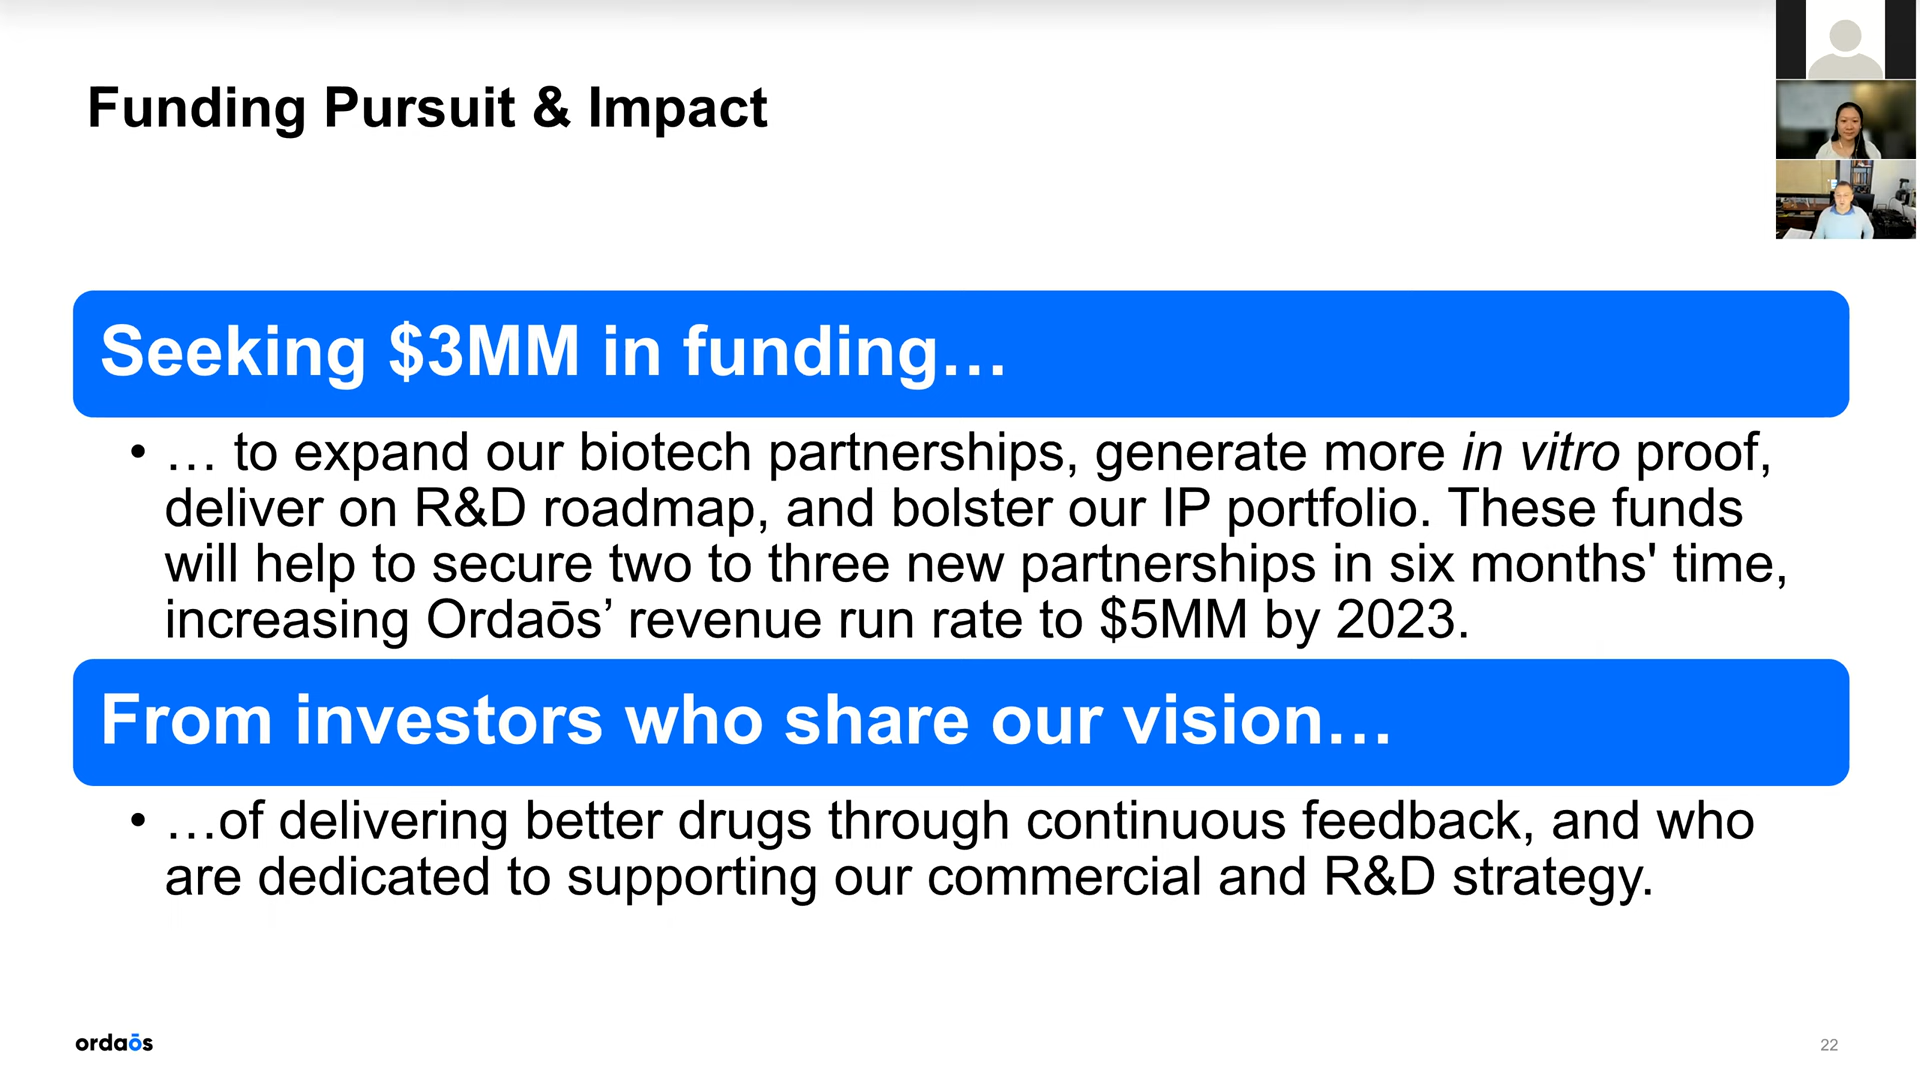 Funding Pursuit & Impact
Seeking $3MM in funding…
• … to expand our biotech partnerships, generate more in vitro proof,
deliver on R&D roadmap, and bolster our IP portfolio. These funds
will help to secure two to three new partnerships in six months' time,
increasing Ordaōs’ revenue run rate to $5MM by 2023.
From investors who share our vision…
• …of delivering better drugs through continuous feedback, and who
are dedicated to supporting our commercial and R&D strategy.
ordaōs
22